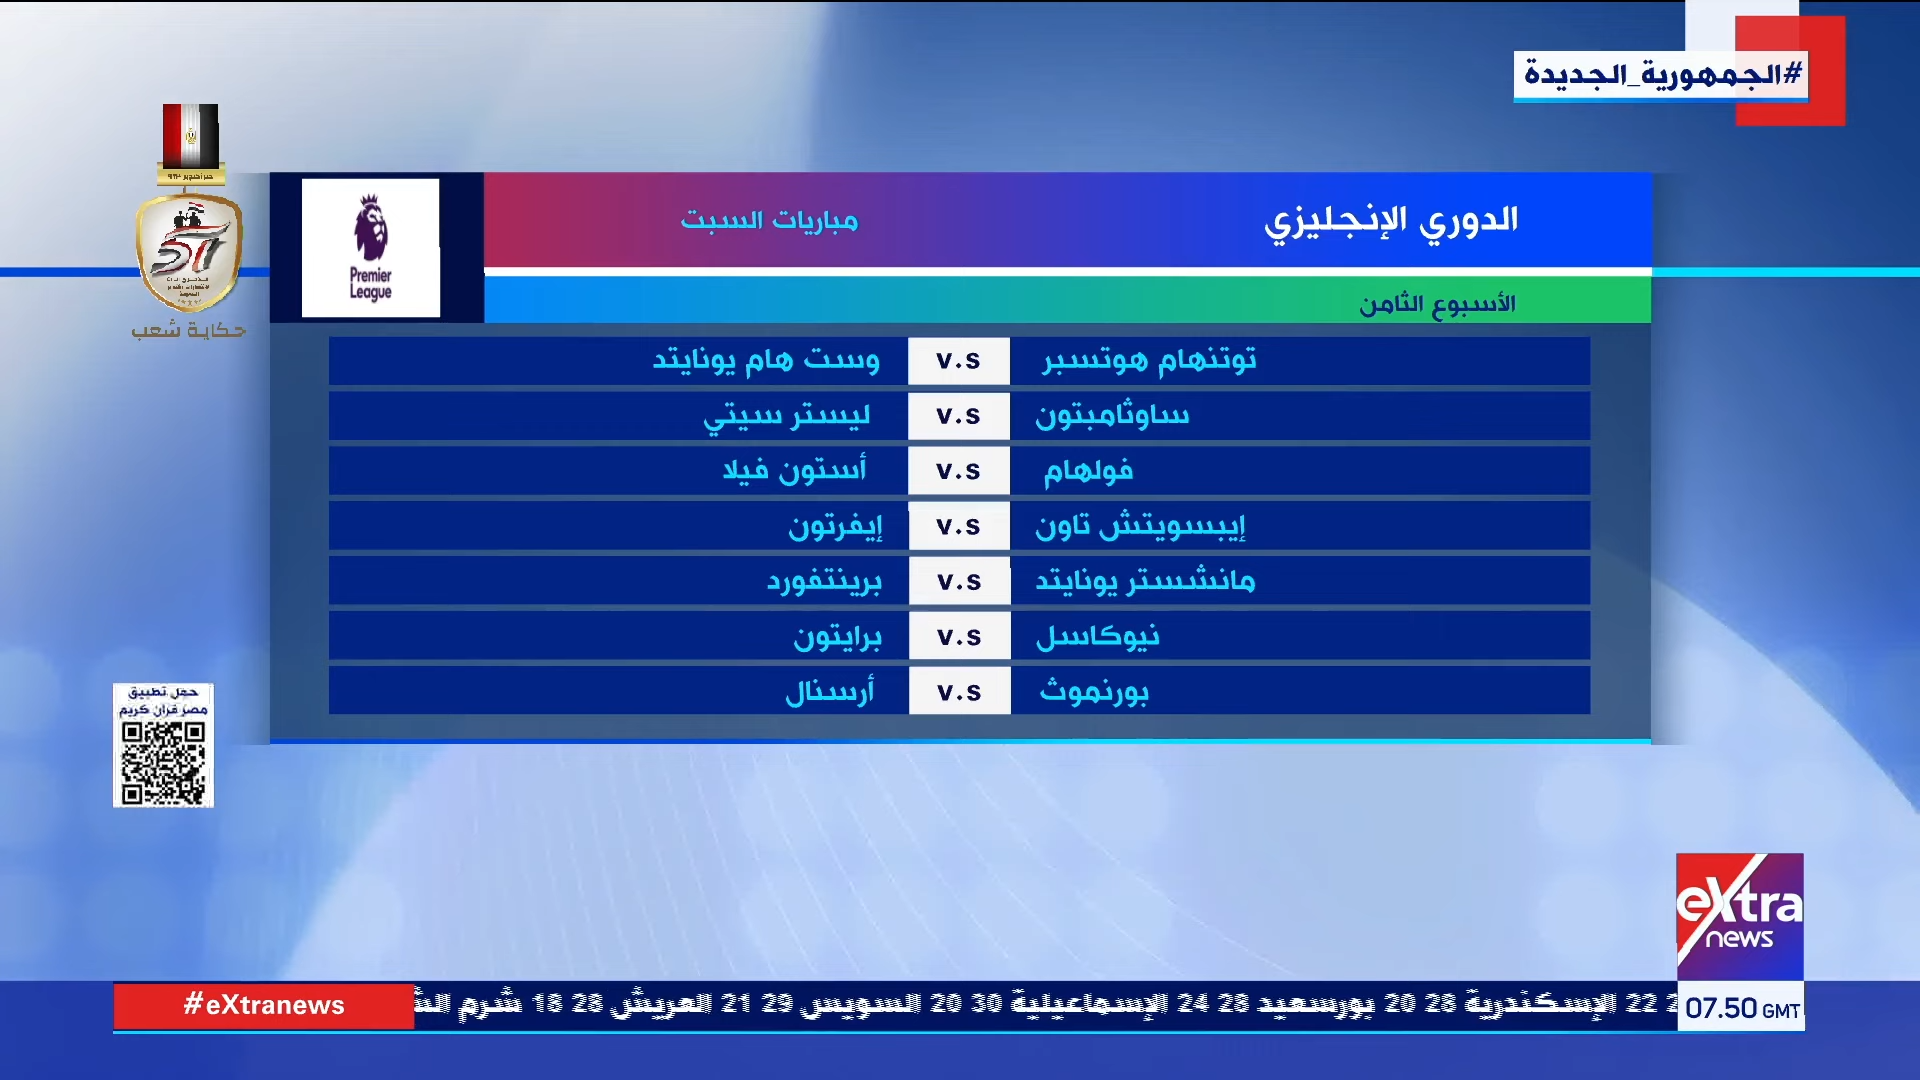 #الجمهورية_الجديدة
حكاية شعب
Premier
League
الدوري الإنجليزي
مباريات السبت
الأسبوع الثامن
توتنهام هوتسبر v.s وست هام يونايتد
ساوثامبتون v.s ليستر سيتي
فولهام v.s أستون فيلا
إيبسويتش تاون v.s إيفرتون
مانشستر يونايتد v.s برينتفورد
نيوكاسل v.s برايتون
بورنموث v.s أرسنال
حمل تطبيق
مصر قرآن كريم
eXtra
news
22 الإسكندرية 28 20 بورسعيد 28 24 الإسماعيلية 30 20 السويس 29 21 العريش 28 18 شرم
#eXtranews
07.50 GMT